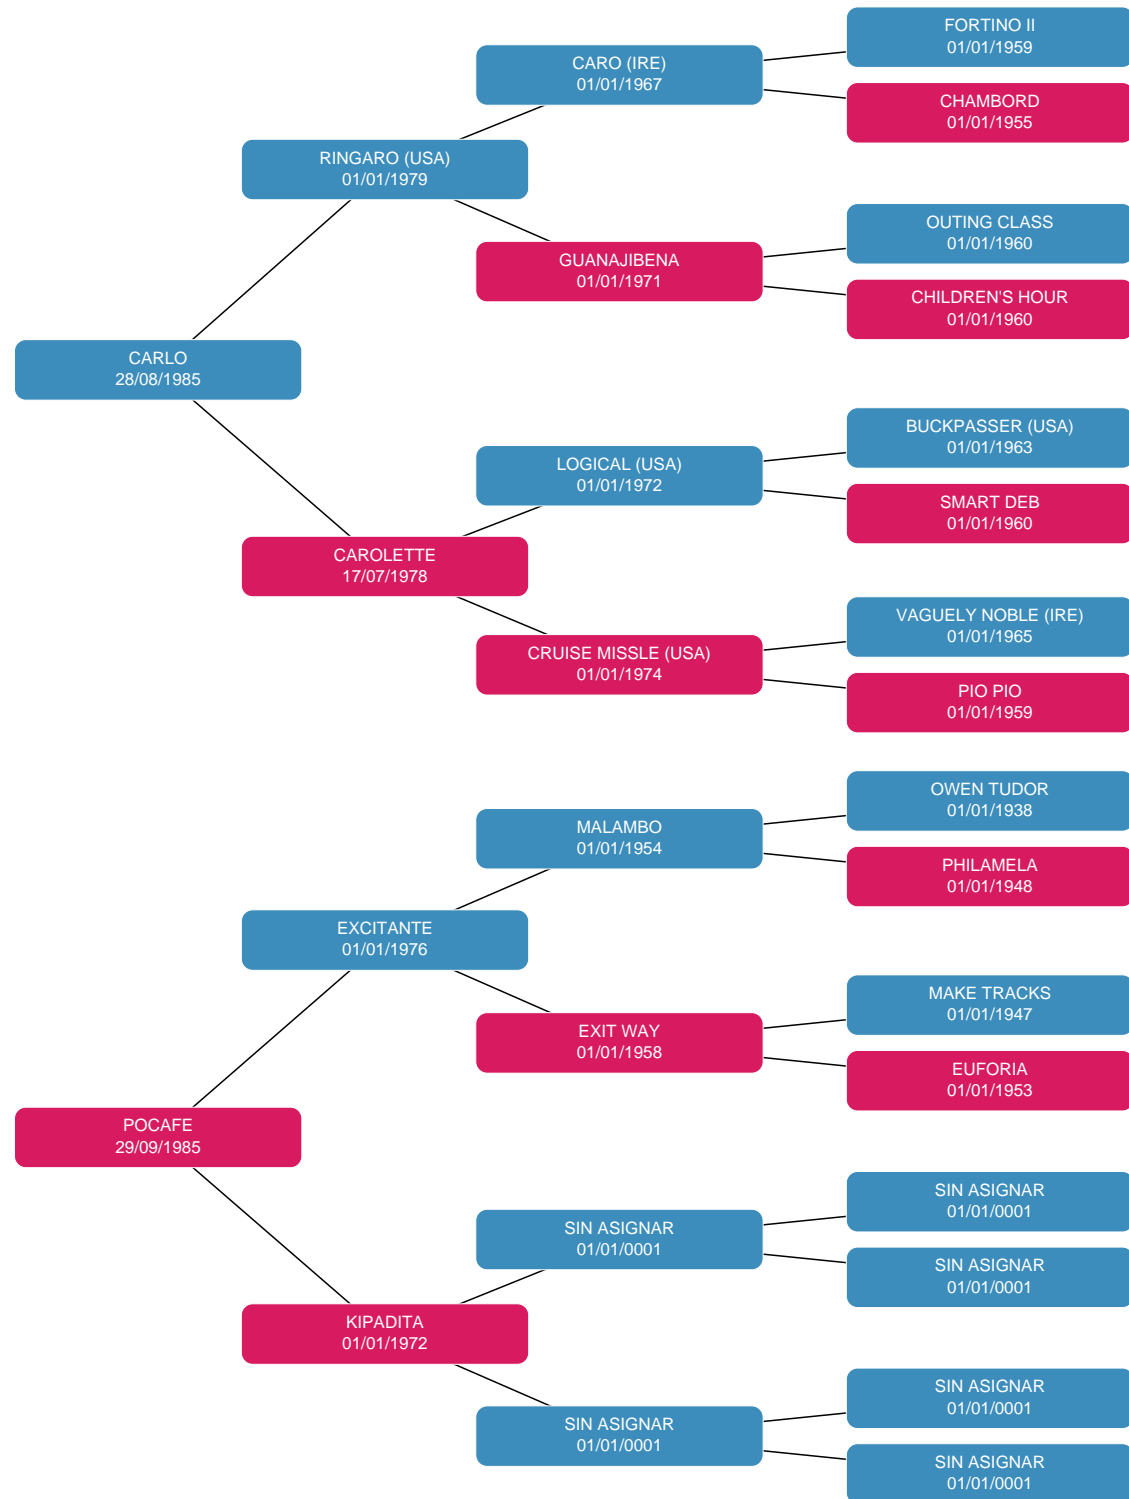 FORTINO II
01/01/1959
CARO (IRE)
01/01/1967
CHAMBORD
01/01/1955
RINGARO (USA)
01/01/1979
OUTING CLASS
01/01/1960
GUANAJIBENA
01/01/1971
CHILDREN'S HOUR
01/01/1960
CARLO
28/08/1985
BUCKPASSER (USA)
01/01/1963
LOGICAL (USA)
01/01/1972
SMART DEB
01/01/1960
CAROLETTE
17/07/1978
VAGUELY NOBLE (IRE)
01/01/1965
CRUISE MISSLE (USA)
01/01/1974
PIO PIO
01/01/1959
OWEN TUDOR
01/01/1938
MALAMBO
01/01/1954
PHILAMELA
01/01/1948
EXCITANTE
01/01/1976
MAKE TRACKS
01/01/1947
EXIT WAY
01/01/1958
EUFORIA
01/01/1953
POCAFE
29/09/1985
SIN ASIGNAR
01/01/0001
SIN ASIGNAR
01/01/0001
SIN ASIGNAR
01/01/0001
KIPADITA
01/01/1972
SIN ASIGNAR
01/01/0001
SIN ASIGNAR
01/01/0001
SIN ASIGNAR
01/01/0001